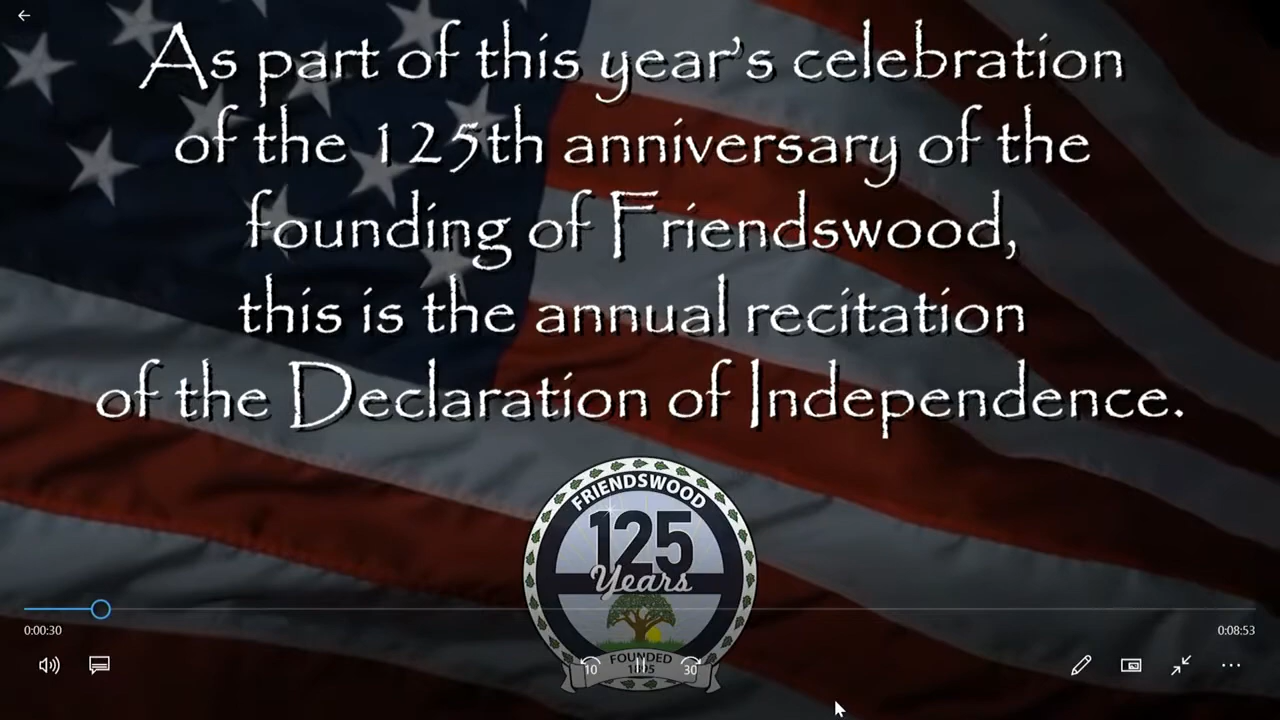 As part of this year's celebration
of the 125th anniversary of the
founding of Friendswood,
this is the annual recitation
of the Declaration of Independence.
FRIENDSWOOD
125
Years
FOUNDED
1895
0:00:30
0:08:53
10
30